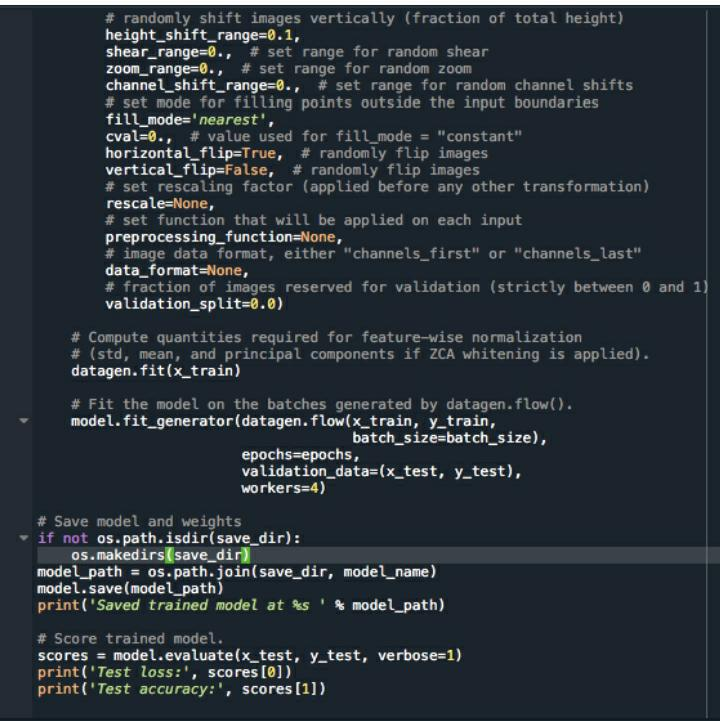 # randomly shift images vertically (fraction of total height)
        height_shift_range=0.1,
        shear_range=0.,  # set range for random shear
        zoom_range=0.,  # set range for random zoom
        channel_shift_range=0.,  # set range for random channel shifts
        # set mode for filling points outside the input boundaries
        fill_mode='nearest',
        cval=0.,  # value used for fill_mode = "constant"
        horizontal_flip=True,  # randomly flip images
        vertical_flip=False,  # randomly flip images
        # set rescaling factor (applied before any other transformation)
        rescale=None,
        # set function that will be applied on each input
        preprocessing_function=None,
        # image data format, either "channels_first" or "channels_last"
        data_format=None,
        # fraction of images reserved for validation (strictly between 0 and 1)
        validation_split=0.0)

    # Compute quantities required for feature-wise normalization
    # (std, mean, and principal components if ZCA whitening is applied).
    datagen.fit(x_train)

    # Fit the model on the batches generated by datagen.flow().
    model.fit_generator(datagen.flow(x_train, y_train,
                                     batch_size=batch_size),
                        epochs=epochs,
                        validation_data=(x_test, y_test),
                        workers=4)

# Save model and weights
if not os.path.isdir(save_dir):
    os.makedirs(save_dir)
model_path = os.path.join(save_dir, model_name)
model.save(model_path)
print('Saved trained model at %s ' % model_path)

# Score trained model.
scores = model.evaluate(x_test, y_test, verbose=1)
print('Test loss:', scores[0])
print('Test accuracy:', scores[1])